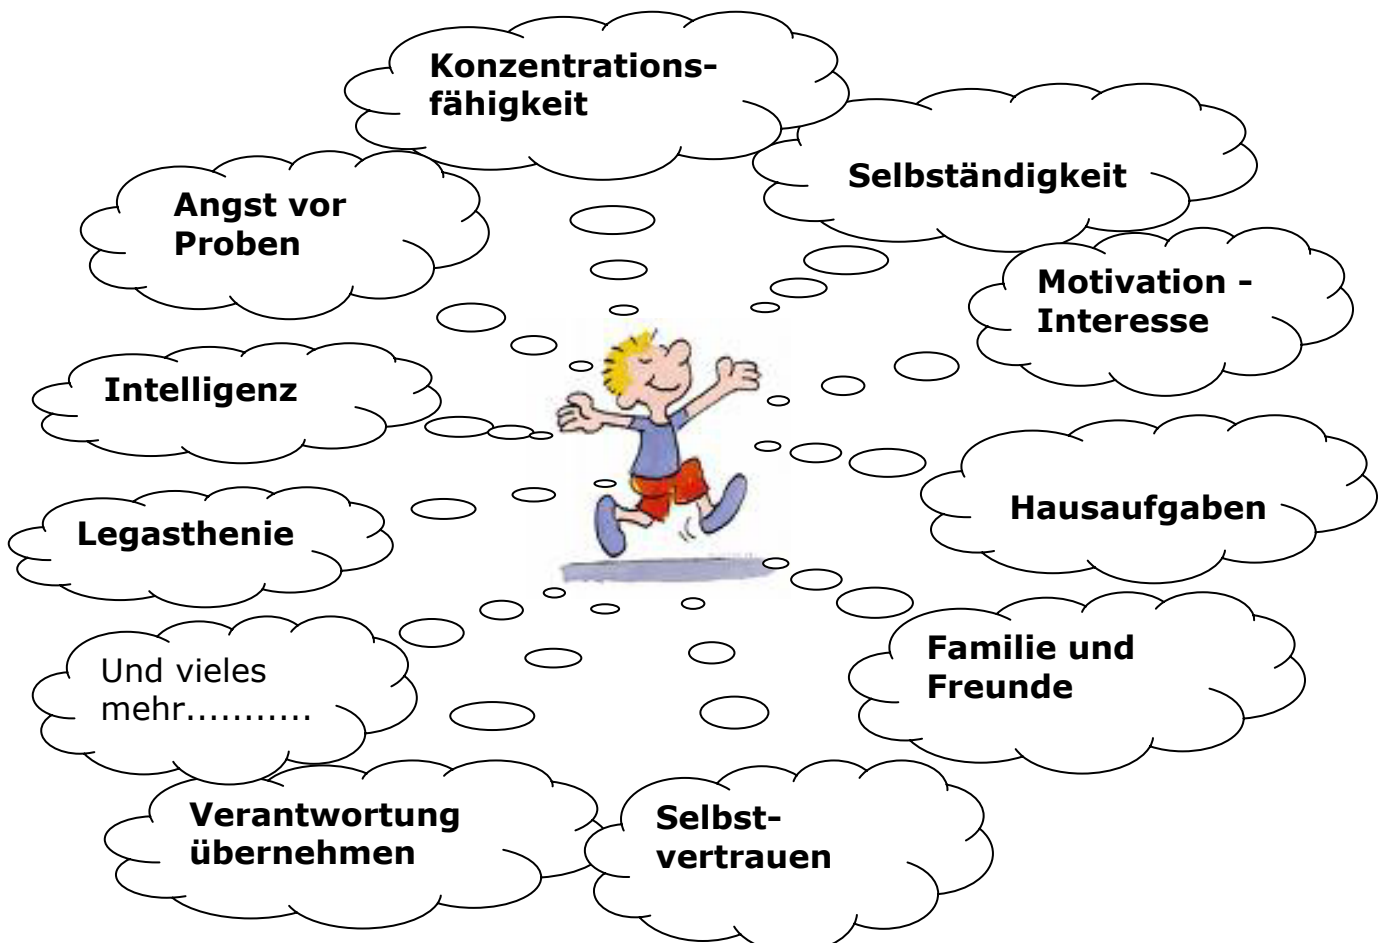 Konzentrations-
fähigkeit
Selbständigkeit
Angst vor
Proben
Motivation -
Interesse
Intelligenz
Hausaufgaben
Legasthenie
Familie und
Freunde
Und vieles
mehr...........
Verantwortung
übernehmen
Selbst-
vertrauen